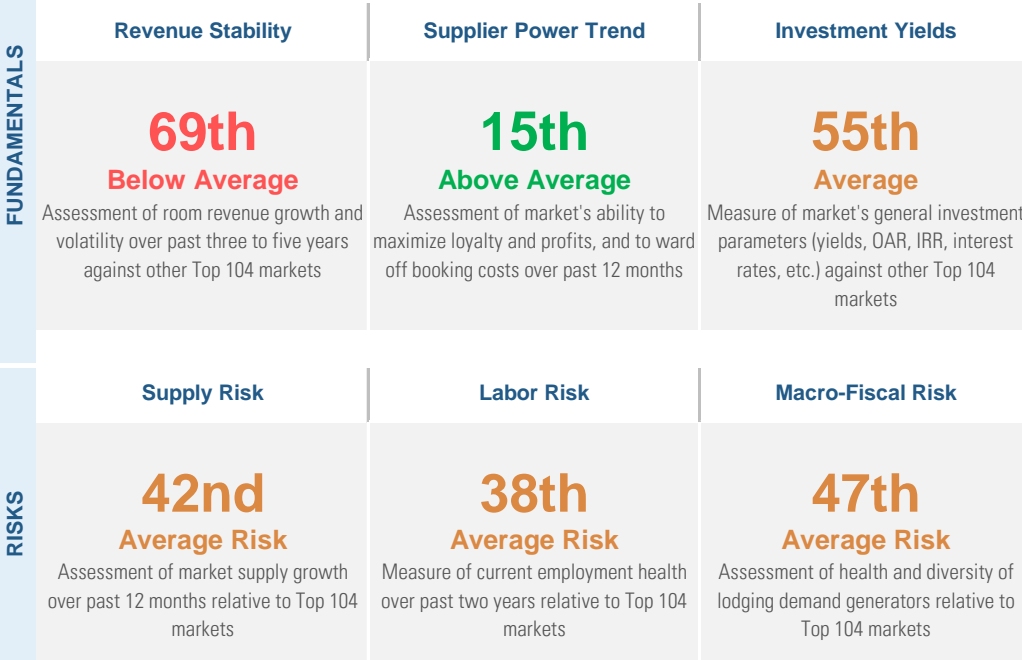 FUNDAMENTALS
Revenue Stability
69th
Below Average
Assessment of room revenue growth and
volatility over past three to five years
against other Top 104 markets
Supplier Power Trend
15th
Above Average
Assessment of market's ability to
maximize loyalty and profits, and to ward
off booking costs over past 12 months
Investment Yields
55th
Average
Measure of market's general investment
parameters (yields, OAR, IRR, interest
rates, etc.) against other Top 104
markets
RISKS
Supply Risk
42nd
Average Risk
Assessment of market supply growth
over past 12 months relative to Top 104
markets
Labor Risk
38th
Average Risk
Measure of current employment health
over past two years relative to Top 104
markets
Macro-Fiscal Risk
47th
Average Risk
Assessment of health and diversity of
lodging demand generators relative to
Top 104 markets